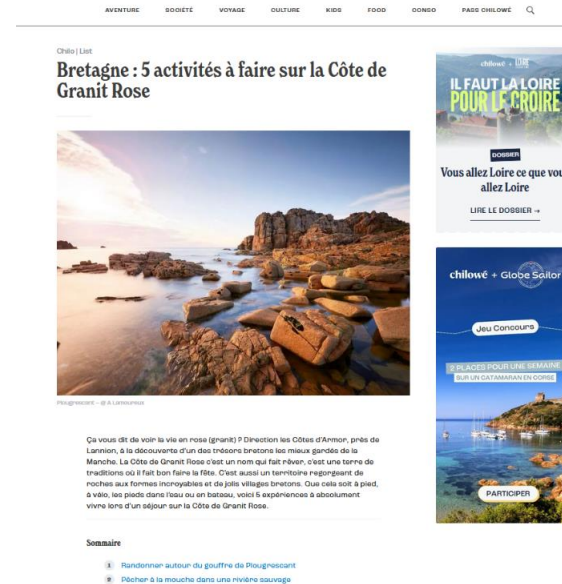 AVENTURE SOCIÉTÉ VOYAGE CULTURE KIDS FOOD CONSO PASS CHILOWÉ
Chilo | List
Bretagne : 5 activités à faire sur la Côte de
Granit Rose
Plougrescant - @ A Lamoureux
Ça vous dit de voir la vie en rose (granit) ? Direction les Côtes d'Armor, près de
Lannion, à la découverte d'un des trésors bretons les mieux gardés de la
Manche. La Côte de Granit Rose c'est un nom qui fait rêver, c'est une terre de
traditions où il fait bon faire la fête. C'est aussi un territoire regorgeant de
roches aux formes incroyables et de jolis villages bretons. Que cela soit à pied,
à vélo, les pieds dans l'eau ou en bateau, voici 5 expériences à absolument
vivre lors d'un séjour sur la Côte de Granit Rose.
Sommaire
Randonner autour du gouffre de Plougrescant
Pêcher à la mouche dans une rivière sauvage
chilowé + LOIRE
IL FAUT LA LOIRE
POUR LE CROIRE
DOSSIER
Vous allez Loire ce que vou
allez Loire
LIRE LE DOSSIER →
chilowé + Globe Sailor
Jeu Concours
2 PLACES POUR UNE SEMAINE
SUR UN CATAMARAN EN CORSE
PARTICIPER